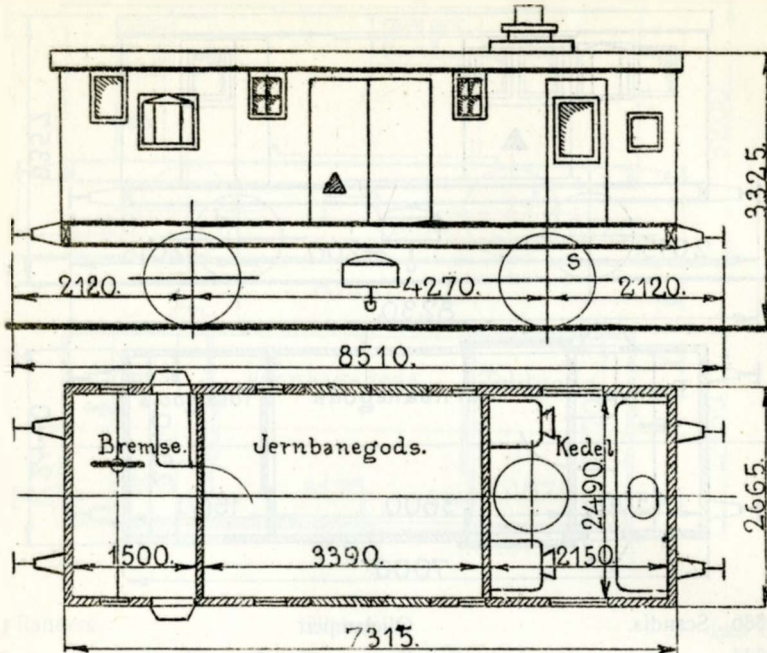 3325.
S
2120. 4270. 2120.
8510.
Bremse. Jernbanegods. Kedel
2490.
2665.
1500. 3390. 2150.
7315.